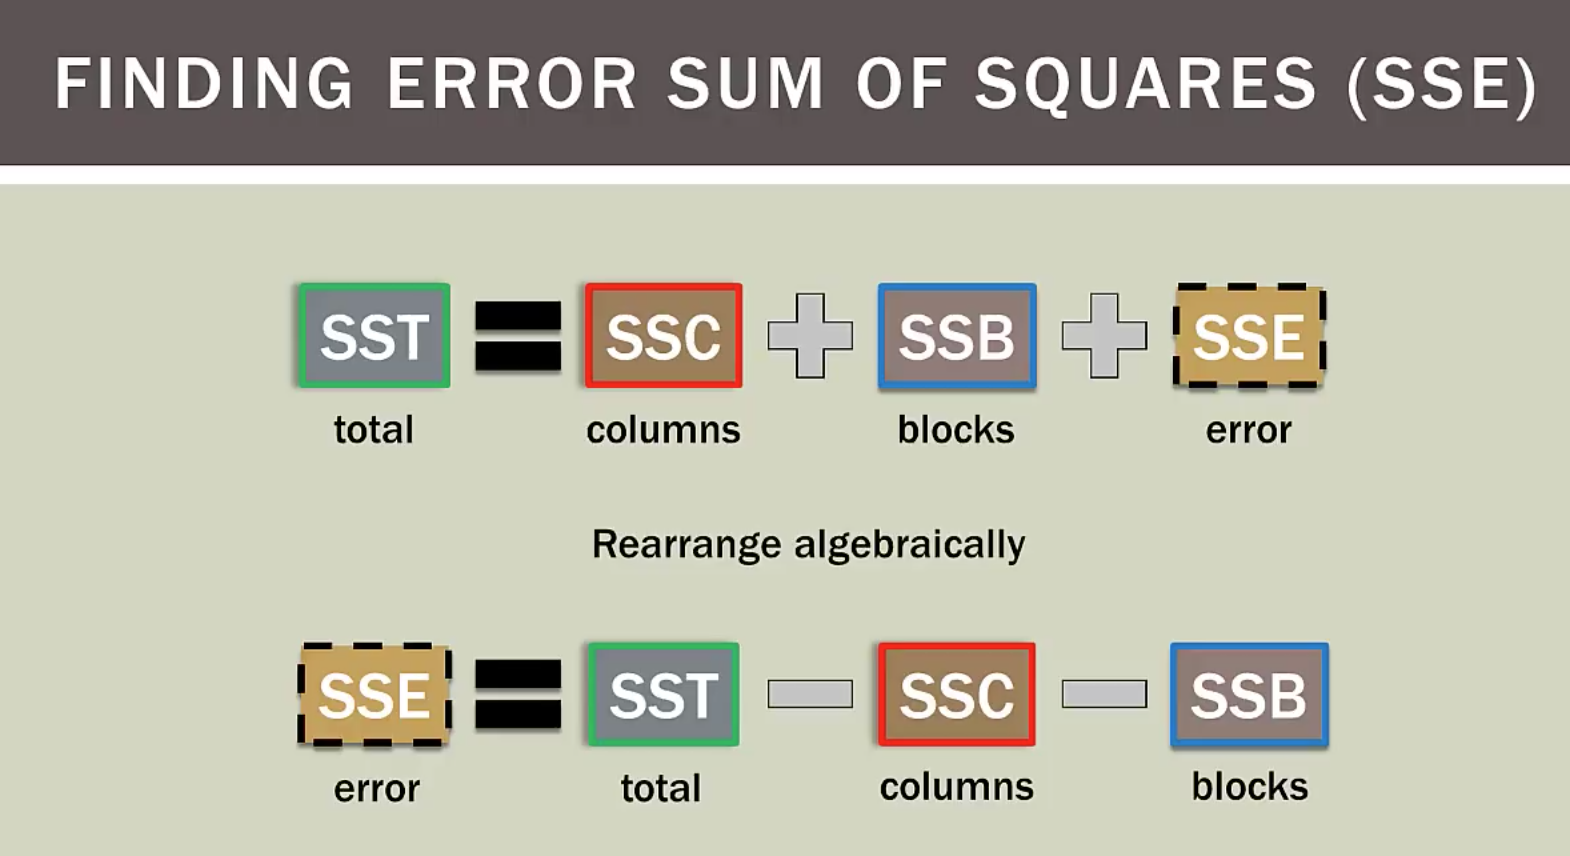 FINDING ERROR SUM OF SQUARES (SSE)
SST = SSC + SSB + SSE
total columns blocks error
Rearrange algebraically
SSE = SST − SSC − SSB
error total columns blocks